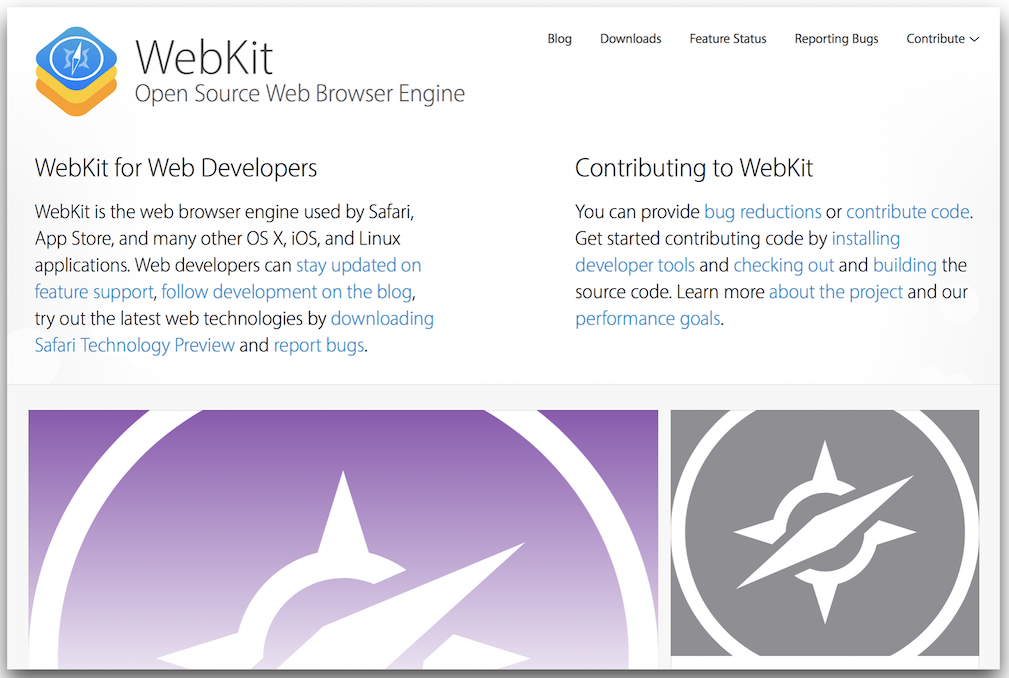 WebKit
Open Source Web Browser Engine
Blog
Downloads
Feature Status
Reporting Bugs
Contribute
WebKit for Web Developers
WebKit is the web browser engine used by Safari,
App Store, and many other OS X, iOS, and Linux
applications. Web developers can stay updated on
feature support, follow development on the blog,
try out the latest web technologies by downloading
Safari Technology Preview and report bugs.
Contributing to WebKit
You can provide bug reductions or contribute code.
Get started contributing code by installing
developer tools and checking out and building the
source code. Learn more about the project and our
performance goals.